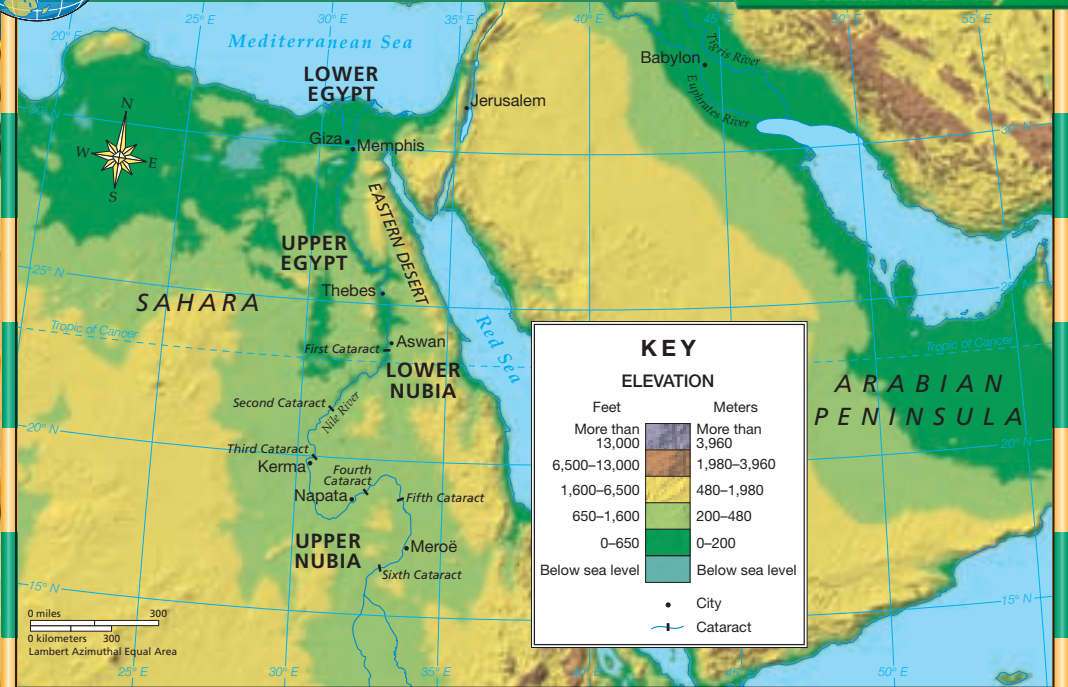 25° E
30° E
35° E
40° E
45° E
55° E
20° E
Mediterranean Sea
LOWER
EGYPT
Babylon
Tigris River
Euphrates River
Jerusalem
Giza
Memphis
30° N
N
W
E
S
EASTERN DESERT
UPPER
EGYPT
25° N
Thebes
SAHARA
Red Sea
Tropic of Cancer
First Cataract
Aswan
LOWER
NUBIA
Second Cataract
Nile River
20° N
Third Cataract
Kerma
Fourth
Cataract
Napata
Fifth Cataract
UPPER
NUBIA
Meroë
Sixth Cataract
15° N
0 miles 300
0 kilometers 300
Lambert Azimuthal Equal Area
25° E
30° E
35° E
KEY
ELEVATION
Feet Meters
More than More than
13,000 3,960
6,500–13,000 1,980–3,960
1,600–6,500 480–1,980
650–1,600 200–480
0–650 0–200
Below sea level Below sea level
City
Cataract
25° N
Tropic of Cancer
ARABIAN
PENINSULA
20° N
15° N
50° E